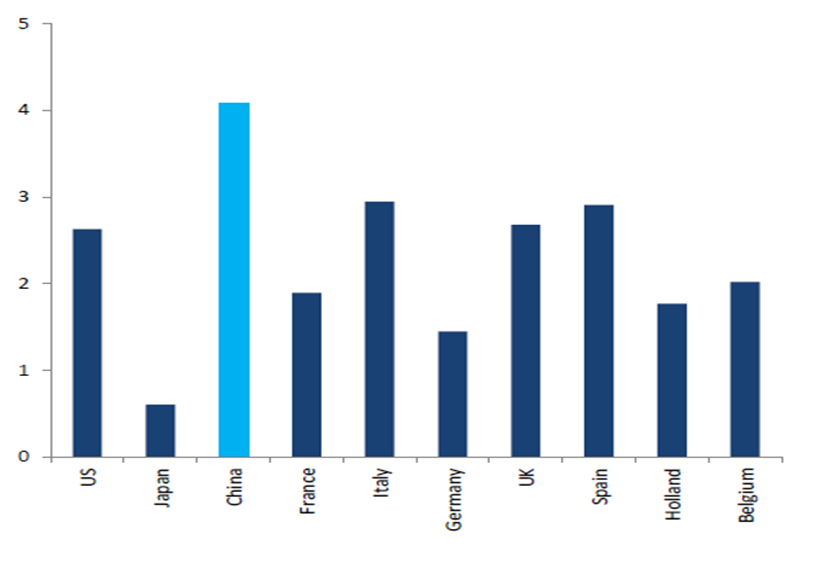 5
4
3
2
1
0
US
Japan
China
France
Italy
Germany
UK
Spain
Holland
Belgium